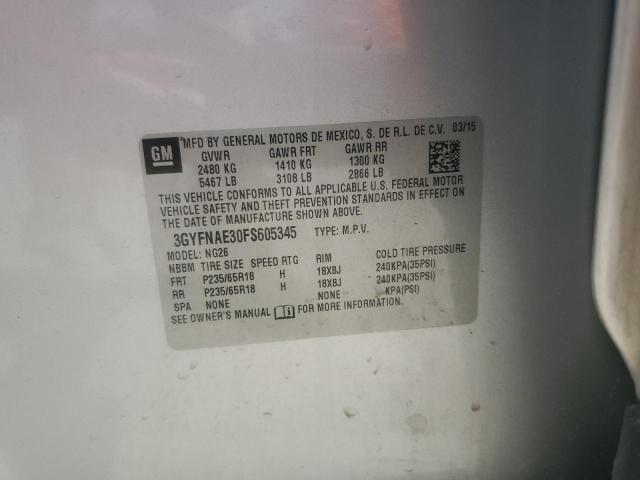 GM
MFD BY GENERAL MOTORS DE MEXICO, S. DE R.L. DE C.V. 03/15
GVWR GAWR FRT GAWR RR
2480 KG 1410 KG 1300 KG
5467 LB 3108 LB 2866 LB
THIS VEHICLE CONFORMS TO ALL APPLICABLE U.S. FEDERAL MOTOR
VEHICLE SAFETY AND THEFT PREVENTION STANDARDS IN EFFECT ON
THE DATE OF MANUFACTURE SHOWN ABOVE.
3GYFNAE30FS605345 TYPE: M.P.V.
MODEL: NG26
NBBM TIRE SIZE SPEED RTG RIM COLD TIRE PRESSURE
FRT P235/65R18 H 18X8J 240KPA(35PSI)
RR P235/65R18 H 18X8J 240KPA(35PSI)
SPA NONE NONE KPA(PSI)
SEE OWNER'S MANUAL FOR MORE INFORMATION.